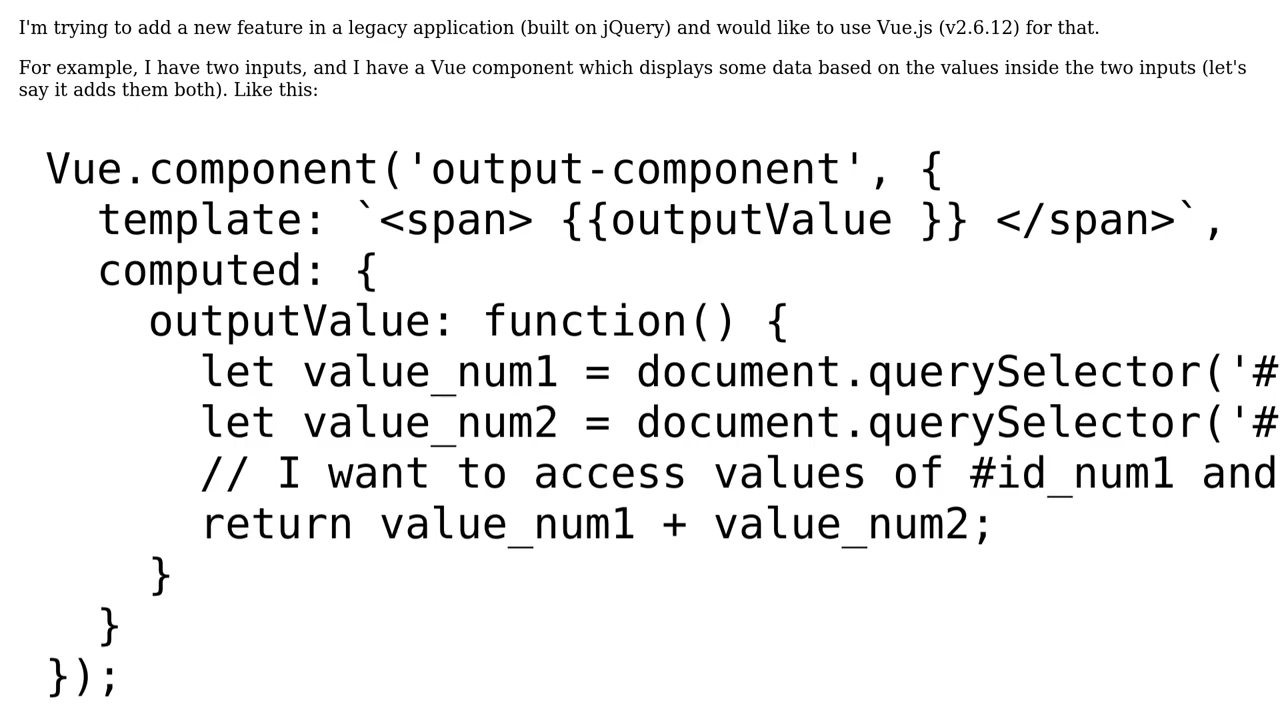 I'm trying to add a new feature in a legacy application (built on jQuery) and would like to use Vue.js (v2.6.12) for that.
For example, I have two inputs, and I have a Vue component which displays some data based on the values inside the two inputs (let's
say it adds them both). Like this:
Vue.component('output-component', {
  template: `<span> {{outputValue }} </span>`,
  computed: {
    outputValue: function() {
      let value_num1 = document.querySelector('#
      let value_num2 = document.querySelector('#
      // I want to access values of #id_num1 and
      return value_num1 + value_num2;
    }
  }
});